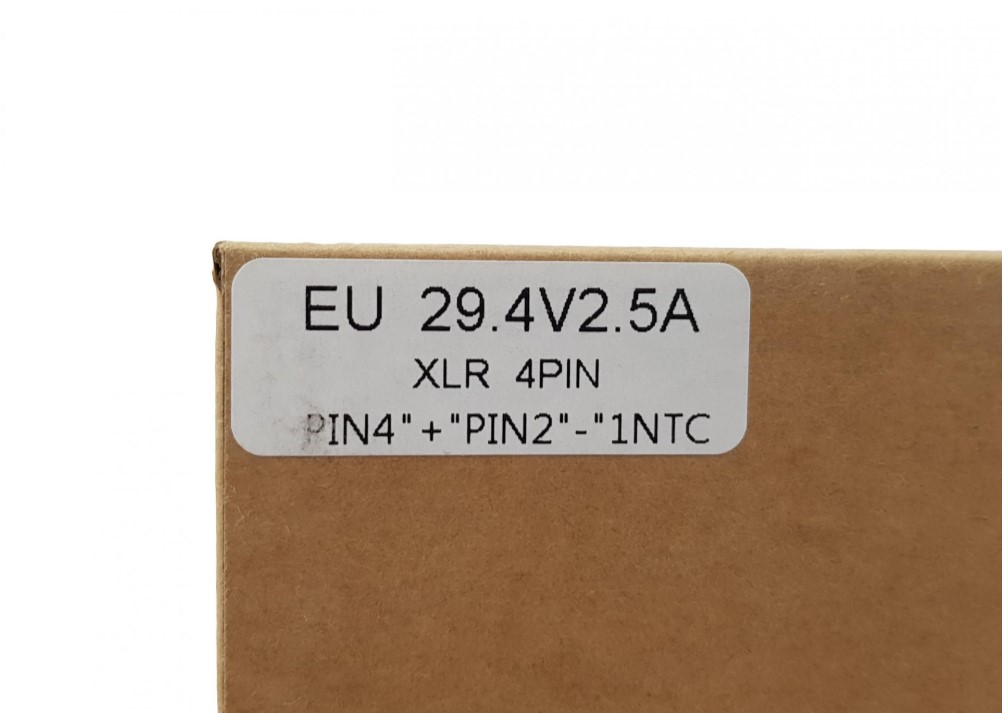 EU 29.4V2.5A
XLR 4PIN
PIN4"+"PIN2"-"1NTC